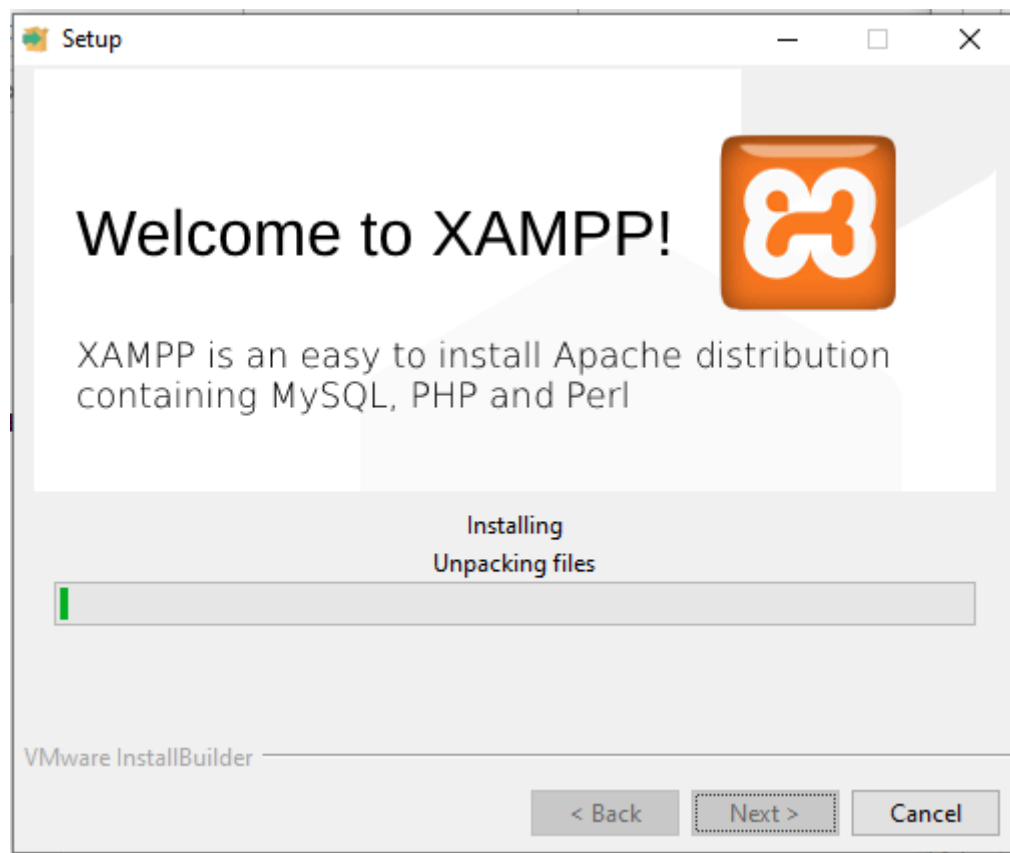 Setup
Welcome to XAMPP!
XAMPP is an easy to install Apache distribution
containing MySQL, PHP and Perl
Installing
Unpacking files
VMware InstallBuilder
< Back
Next >
Cancel